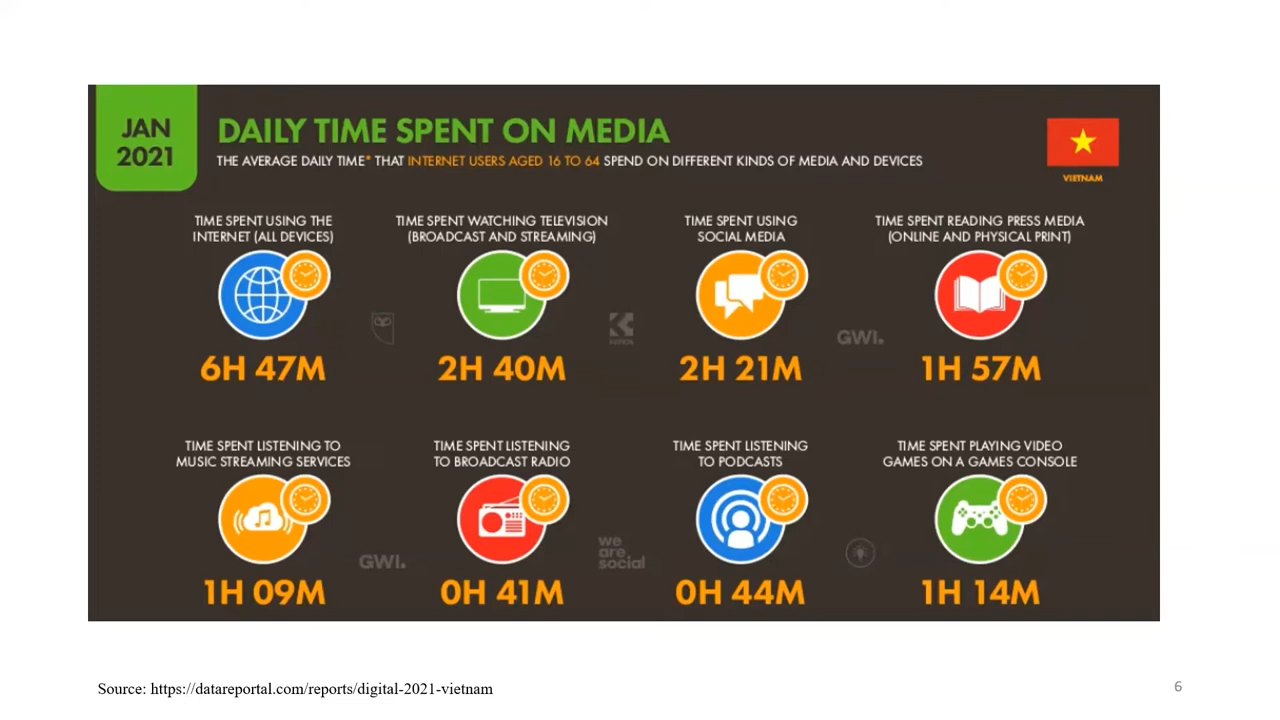 JAN
2021
DAILY TIME SPENT ON MEDIA
THE AVERAGE DAILY TIME* THAT INTERNET USERS AGED 16 TO 64 SPEND ON DIFFERENT KINDS OF MEDIA AND DEVICES
VIETNAM
TIME SPENT USING THE
INTERNET (ALL DEVICES)
6H 47M
TIME SPENT WATCHING TELEVISION
(BROADCAST AND STREAMING)
2H 40M
TIME SPENT USING
SOCIAL MEDIA
2H 21M
TIME SPENT READING PRESS MEDIA
(ONLINE AND PHYSICAL PRINT)
1H 57M
KEPIOS
GWI.
TIME SPENT LISTENING TO
MUSIC STREAMING SERVICES
1H 09M
TIME SPENT LISTENING
TO BROADCAST RADIO
0H 41M
TIME SPENT LISTENING
TO PODCASTS
0H 44M
TIME SPENT PLAYING VIDEO
GAMES ON A GAMES CONSOLE
1H 14M
GWI.
we
are
social
Source: https://datareportal.com/reports/digital-2021-vietnam
6